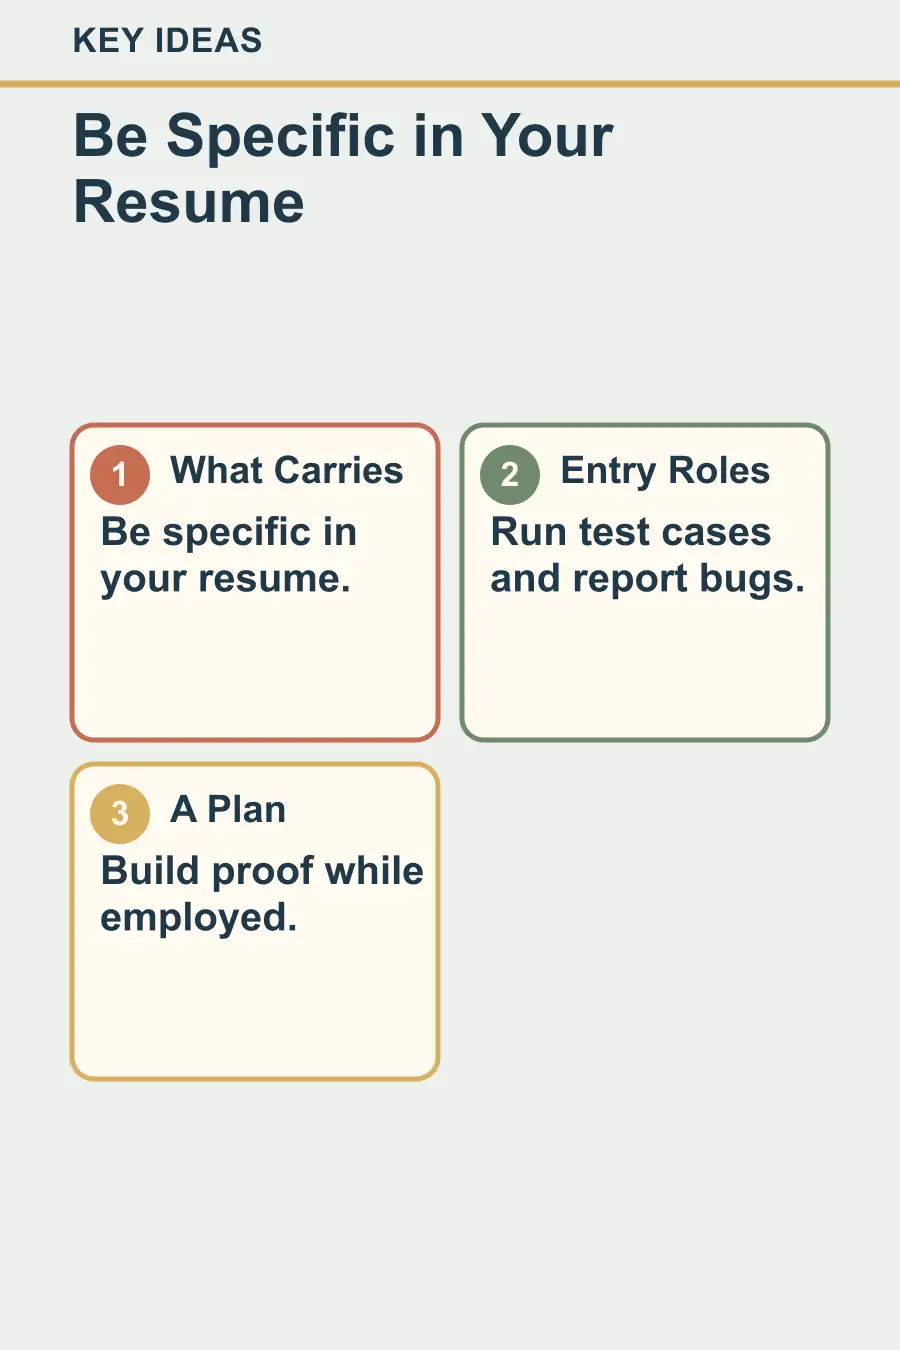 KEY IDEAS
Be Specific in Your
Resume
1 What Carries
Be specific in
your resume.
2 Entry Roles
Run test cases
and report bugs.
3 A Plan
Build proof while
employed.